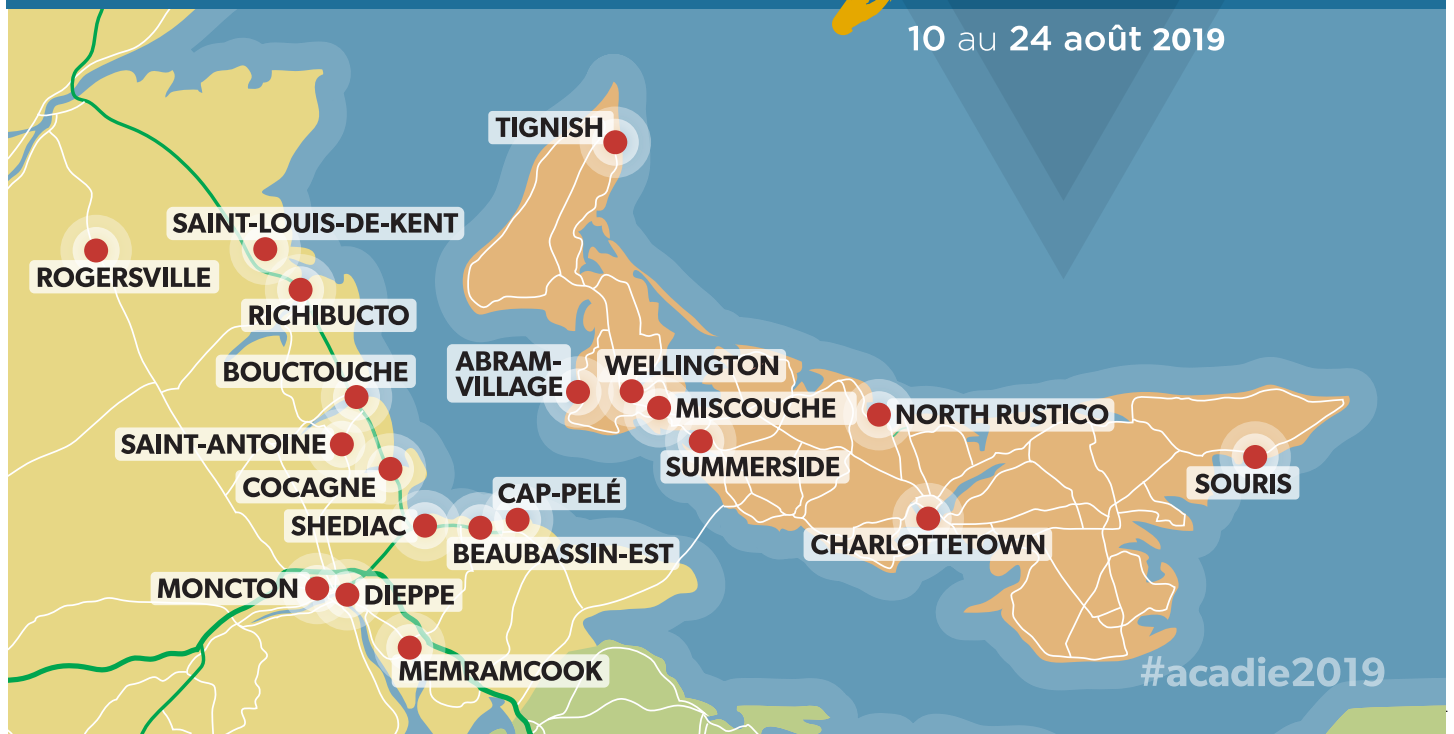 10 au 24 août 2019
TIGNISH
SAINT-LOUIS-DE-KENT
ROGERSVILLE
RICHIBUCTO
ABRAM-
VILLAGE
WELLINGTON
BOUCTOUCHE
MISCOUCHE
NORTH RUSTICO
SAINT-ANTOINE
SUMMERSIDE
COCAGNE
SOURIS
CAP-PELÉ
SHEDIAC
BEAUBASSIN-EST
CHARLOTTETOWN
MONCTON
DIEPPE
MEMRAMCOOK
#acadie2019